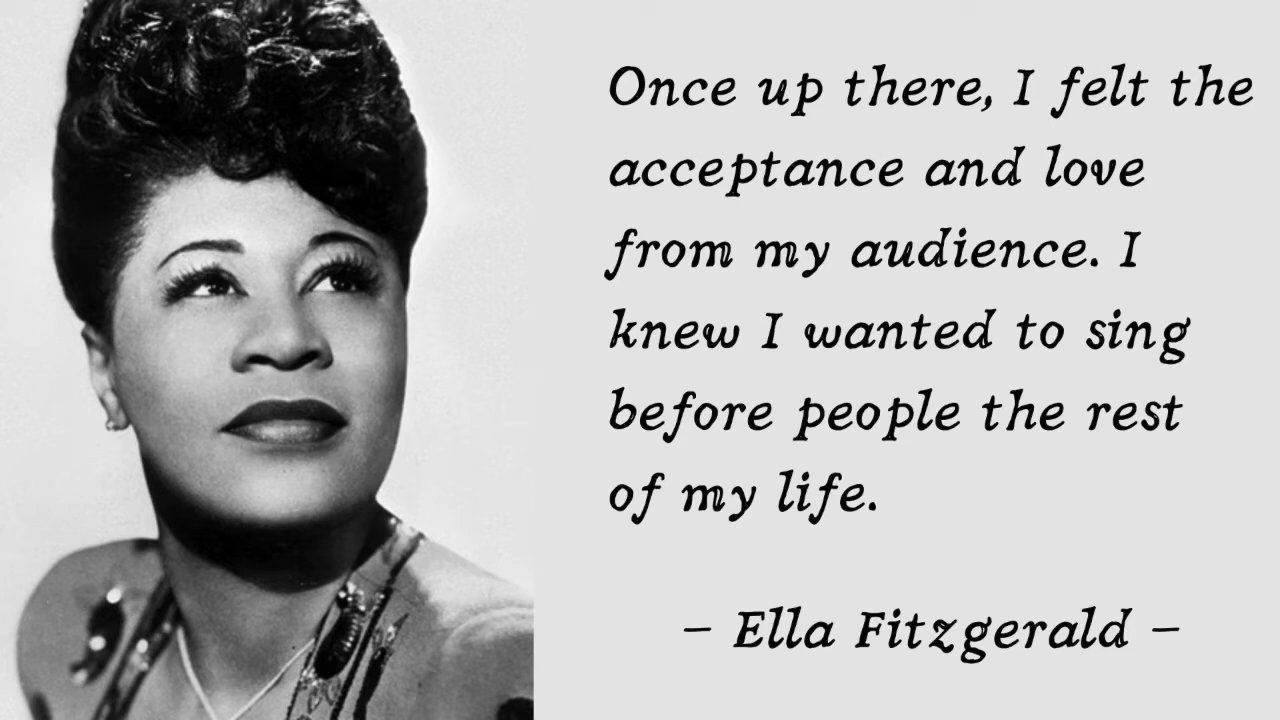 Once up there, I felt the
acceptance and love
from my audience. I
knew I wanted to sing
before people the rest
of my life.
– Ella Fitzgerald –